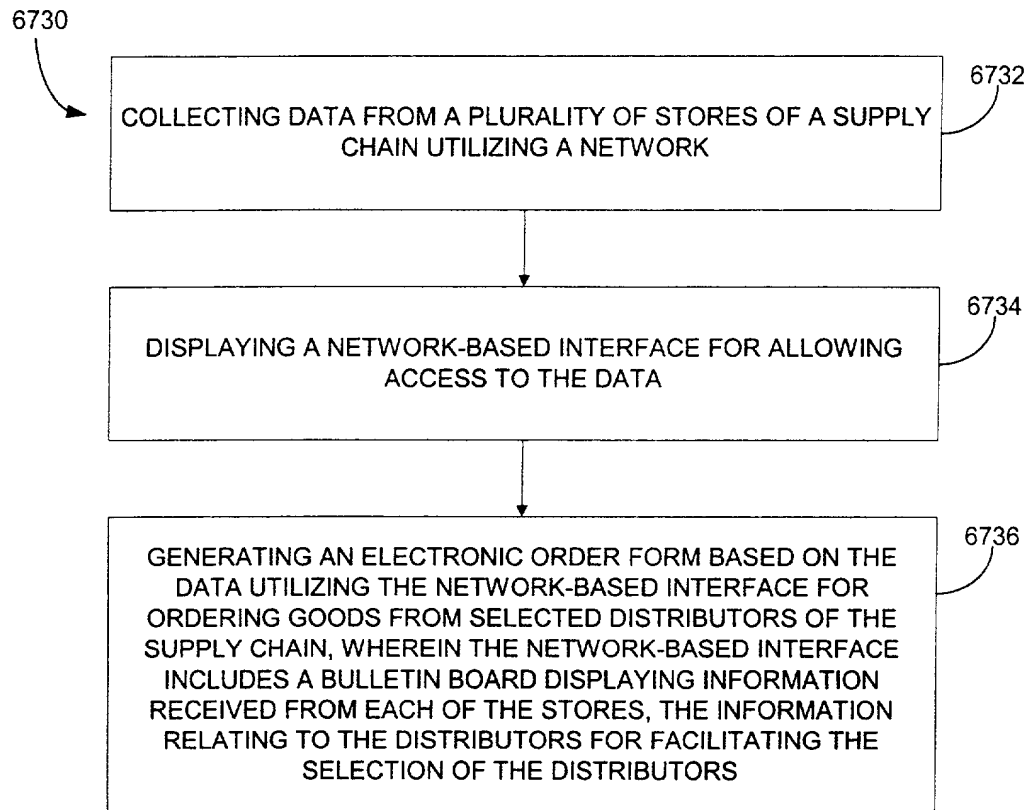 6730
6732
COLLECTING DATA FROM A PLURALITY OF STORES OF A SUPPLY
CHAIN UTILIZING A NETWORK
6734
DISPLAYING A NETWORK-BASED INTERFACE FOR ALLOWING
ACCESS TO THE DATA
6736
GENERATING AN ELECTRONIC ORDER FORM BASED ON THE
DATA UTILIZING THE NETWORK-BASED INTERFACE FOR
ORDERING GOODS FROM SELECTED DISTRIBUTORS OF THE
SUPPLY CHAIN, WHEREIN THE NETWORK-BASED INTERFACE
INCLUDES A BULLETIN BOARD DISPLAYING INFORMATION
RECEIVED FROM EACH OF THE STORES, THE INFORMATION
RELATING TO THE DISTRIBUTORS FOR FACILITATING THE
SELECTION OF THE DISTRIBUTORS